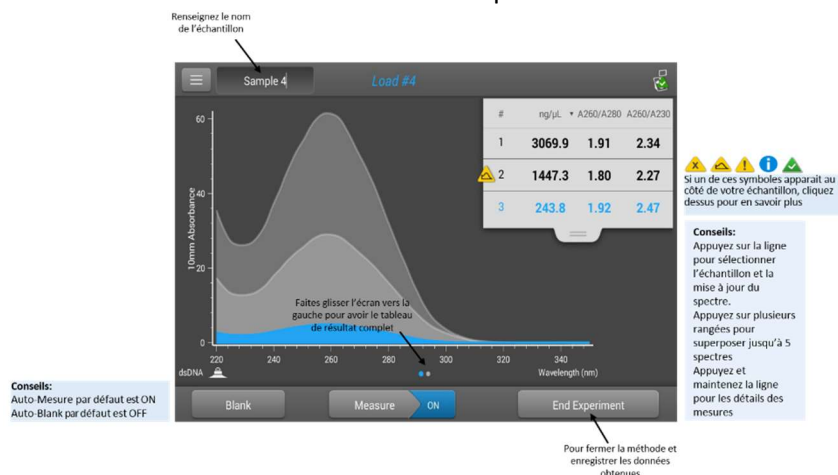 Renseignez le nom
de l'échantillon
Sample 4
Load #4
# ng/µL ▾ A260/A280 A260/A230
1 3069.9 1.91 2.34
2 1447.3 1.80 2.27
3 243.8 1.92 2.47
60
40
20
0
10mm Absorbance
Faites glisser l'écran vers la
gauche pour avoir le tableau
de résultat complet
220 240 260 280 300 320 340
dsDNA
Wavelength (nm)
Blank
Measure
ON
End Experiment
Si un de ces symboles apparait au
côté de votre échantillon, cliquez
dessus pour en savoir plus
Conseils:
Appuyez sur la ligne
pour sélectionner
l'échantillon et la
mise à jour du
spectre.
Appuyez sur plusieurs
rangées pour
superposer jusqu'à 5
spectres
Appuyez et
maintenez la ligne
pour les détails des
mesures
Conseils:
Auto-Mesure par défaut est ON
Auto-Blank par défaut est OFF
Pour fermer la méthode et
enregistrer les données
obtenues